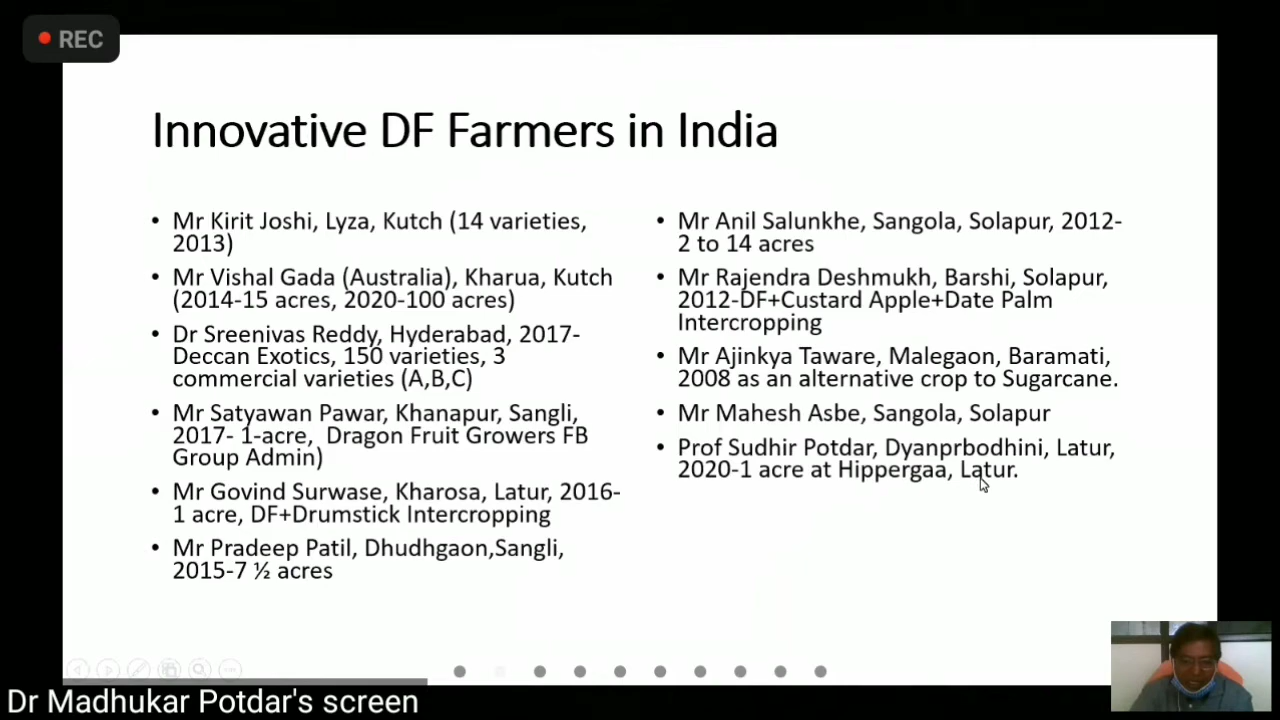 REC
Innovative DF Farmers in India
• Mr Kirit Joshi, Lyza, Kutch (14 varieties,
2013)
• Mr Vishal Gada (Australia), Kharua, Kutch
(2014-15 acres, 2020-100 acres)
• Dr Sreenivas Reddy, Hyderabad, 2017-
Deccan Exotics, 150 varieties, 3
commercial varieties (A,B,C)
• Mr Satyawan Pawar, Khanapur, Sangli,
2017- 1-acre,  Dragon Fruit Growers FB
Group Admin)
• Mr Govind Surwase, Kharosa, Latur, 2016-
1 acre, DF+Drumstick Intercropping
• Mr Pradeep Patil, Dhudhgaon,Sangli,
2015-7 ½ acres
• Mr Anil Salunkhe, Sangola, Solapur, 2012-
2 to 14 acres
• Mr Rajendra Deshmukh, Barshi, Solapur,
2012-DF+Custard Apple+Date Palm
Intercropping
• Mr Ajinkya Taware, Malegaon, Baramati,
2008 as an alternative crop to Sugarcane.
• Mr Mahesh Asbe, Sangola, Solapur
• Prof Sudhir Potdar, Dyanprbodhini, Latur,
2020-1 acre at Hippergaa, Latur.
Dr Madhukar Potdar's screen